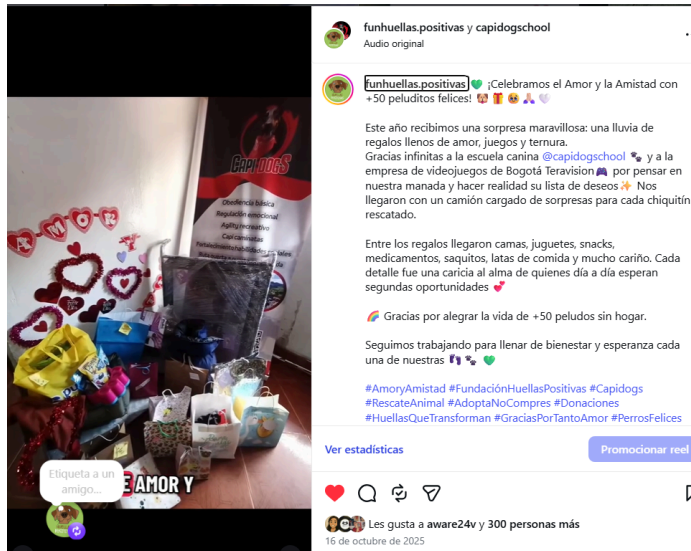 funhuellas.positivas y capidogschool
Audio original
funhuellas.positivas 💚 ¡Celebramos el Amor y la Amistad con
+50 peluditos felices! 🐶 🎁 🥹 🙏🏻 🤍
Este año recibimos una sorpresa maravillosa: una lluvia de
regalos llenos de amor, juegos y ternura.
Gracias infinitas a la escuela canina @capidogschool 🐾 y a la
empresa de videojuegos de Bogotá Teravision🎮 por pensar en
nuestra manada y hacer realidad su lista de deseos✨ Nos
llegaron con un camión cargado de sorpresas para cada chiquitín
rescatado.
Entre los regalos llegaron camas, juguetes, snacks,
medicamentos, saquitos, latas de comida y mucho cariño. Cada
detalle fue una caricia al alma de quienes día a día esperan
segundas oportunidades 💕
🌈 Gracias por alegrar la vida de +50 peludos sin hogar.
Seguimos trabajando para llenar de bienestar y esperanza cada
una de nuestras 👣 🐾 💚
#AmoryAmistad #FundaciónHuellasPositivas #Capidogs
#RescateAnimal #AdoptaNoCompres #Donaciones
#HuellasQueTransforman #GraciasPorTantoAmor #PerrosFelices
Ver estadísticas
Promocionar reel
Les gusta a aware24v y 300 personas más
16 de octubre de 2025
CAPIDOGS
Obediencia básica
Regulación emocional
Agility recreativo
Capi caminatas
AMOR
Etiqueta a un
amigo...
E AMOR Y